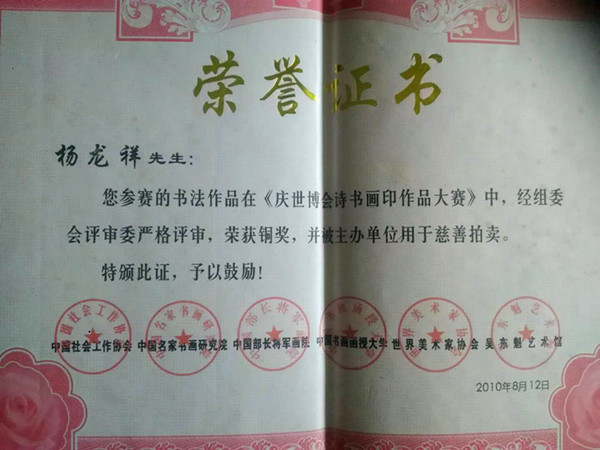 荣誉证书
杨龙祥先生：
您参赛的书法作品在《庆世博会诗书画印作品大赛》中，经组委
会评审委严格评审，荣获铜奖，并被主办单位用于慈善拍卖。
特颁此证，予以鼓励！
中国社会工作协会 中国名家书画研究院 中国部长将军画院 中国书画函授大学 世界美术家协会 吴东魁艺术馆
2010年8月12日